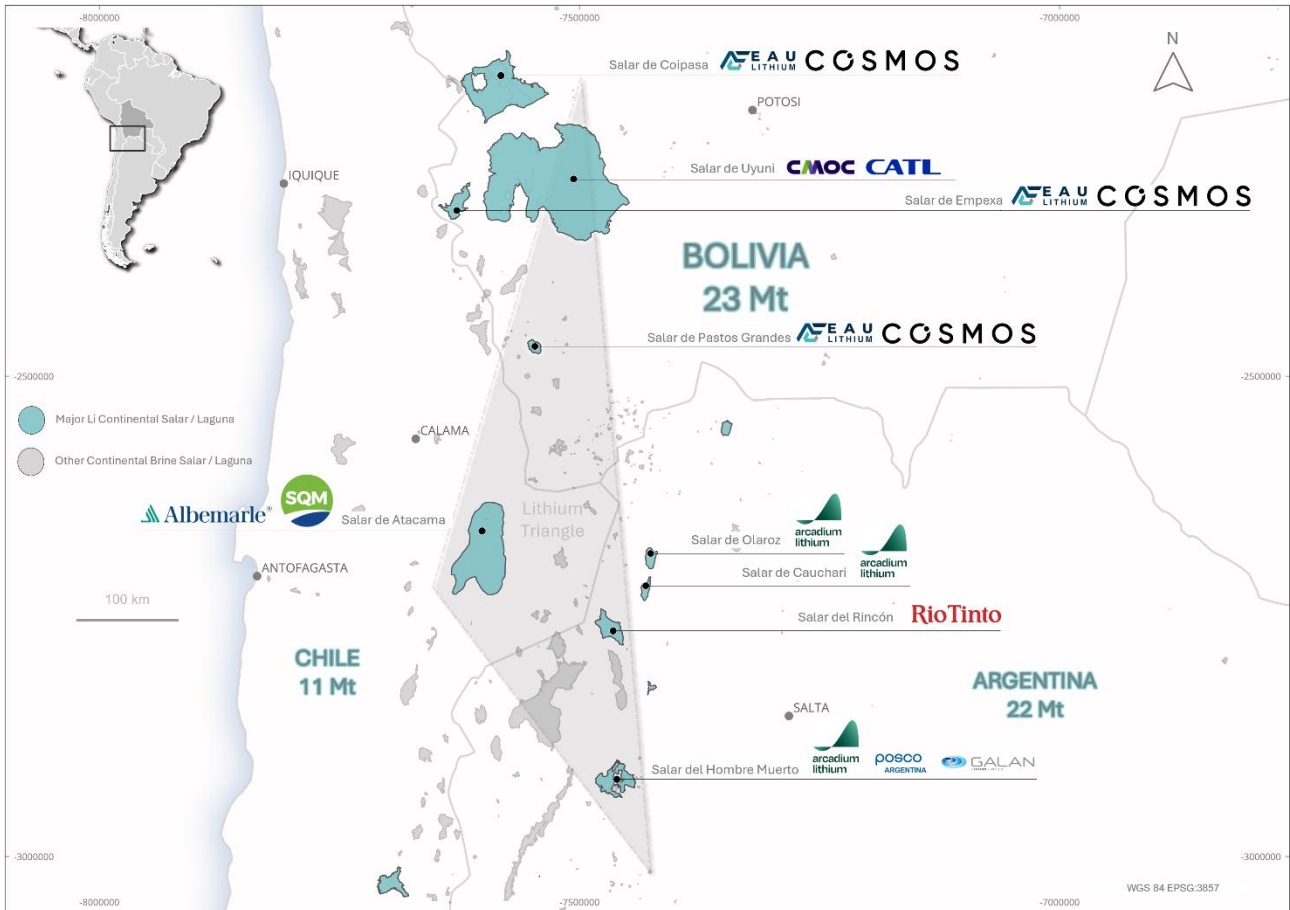 -8000000
-7500000
-7000000
N
Salar de Coipasa
EAU
LITHIUM
COSMOS
POTOSI
Salar de Uyuni
CMOC
CATL
IQUIQUE
Salar de Empexa
EAU
LITHIUM
COSMOS
BOLIVIA
23 Mt
Salar de Pastos Grandes
EAU
LITHIUM
COSMOS
-2500000
-2500000
Major Li Continental Salar / Laguna
CALAMA
Other Continental Brine Salar / Laguna
Albemarle®
SQM
Salar de Atacama
Lithium
Triangle
Salar de Olaroz
arcadium
lithium
Salar de Cauchari
arcadium
lithium
ANTOFAGASTA
100 km
Salar del Rincón
RioTinto
CHILE
11 Mt
ARGENTINA
22 Mt
SALTA
Salar del Hombre Muerto
arcadium
lithium
posco
ARGENTINA
GALAN
-3000000
-3000000
WGS 84 EPSG:3857
-8000000
-7500000
-7000000